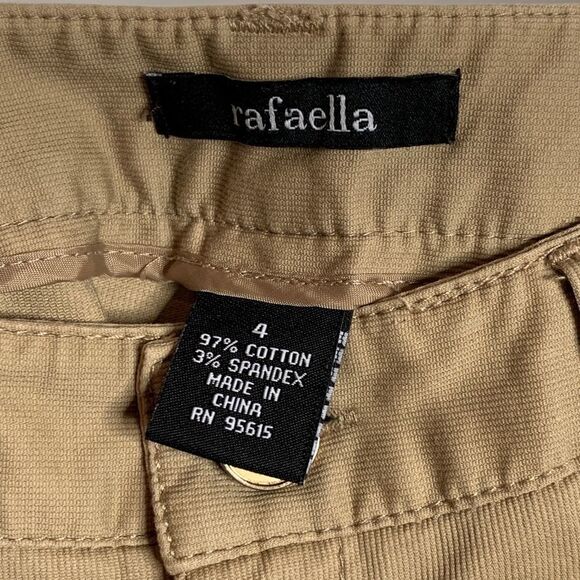 rafaella
4
97% COTTON
3% SPANDEX
MADE IN
CHINA
RN 95615